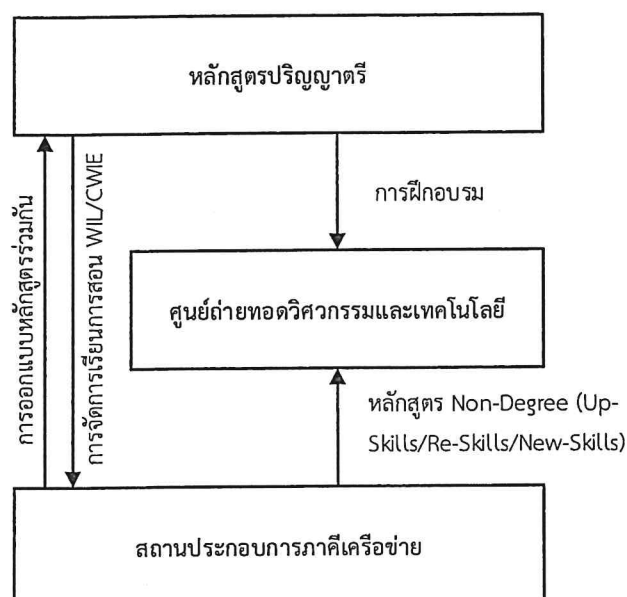 หลักสูตรปริญญาตรี
การออกแบบหลักสูตรร่วมกัน
การจัดการเรียนการสอน WIL/CWIE
การฝึกอบรม
ศูนย์ถ่ายทอดวิศวกรรมและเทคโนโลยี
หลักสูตร Non-Degree (Up-
Skills/Re-Skills/New-Skills)
สถานประกอบการภาคีเครือข่าย